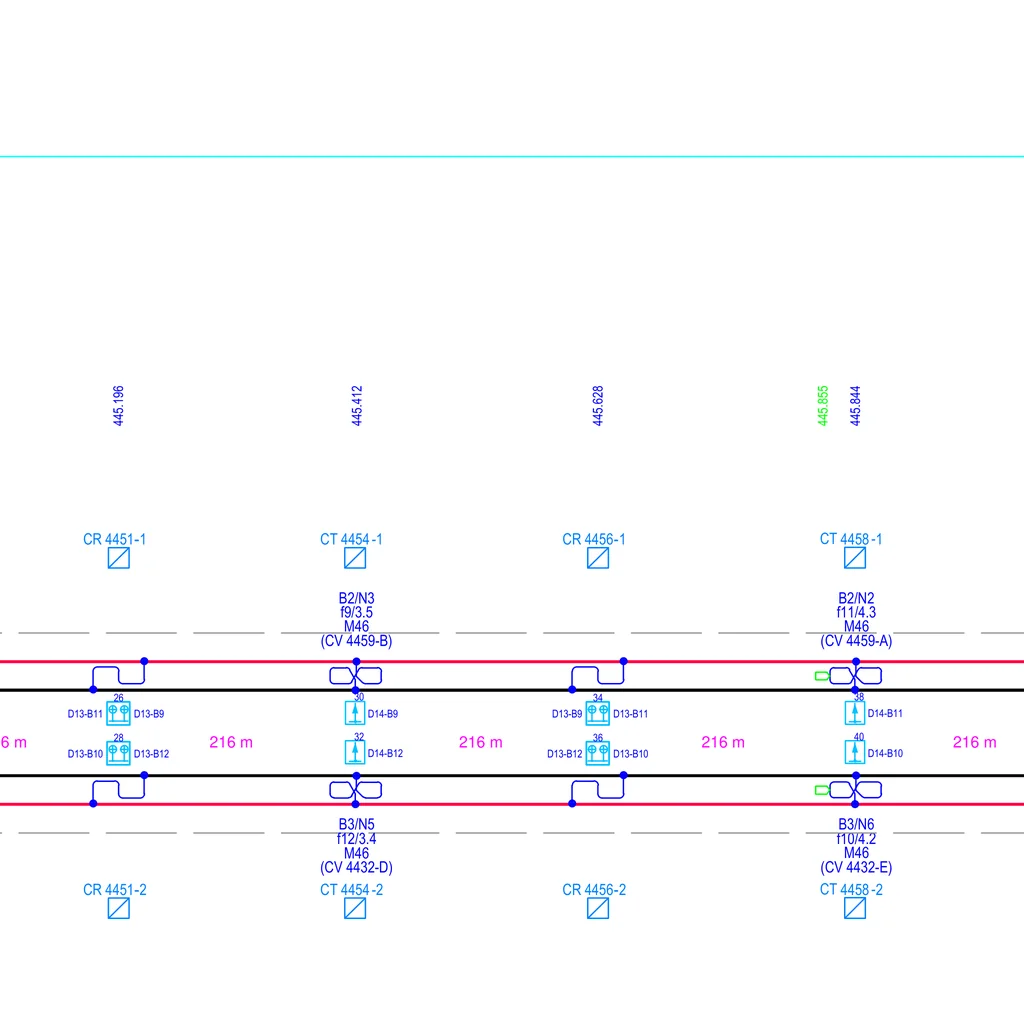 445.196
445.412
445.628
445.855
445.844
CR 4451-1
CT 4454-1
CR 4456-1
CT 4458-1
B2/N3
f9/3.5
M46
(CV 4459-B)
B2/N2
f11/4.3
M46
(CV 4459-A)
26
D13-B11
D13-B9
30
D14-B9
34
D13-B9
D13-B11
38
D14-B11
28
D13-B10
D13-B12
32
D14-B12
36
D13-B12
D13-B10
40
D14-B10
6 m
216 m
216 m
216 m
216 m
B3/N5
f12/3.4
M46
(CV 4432-D)
B3/N6
f10/4.2
M46
(CV 4432-E)
CR 4451-2
CT 4454-2
CR 4456-2
CT 4458-2